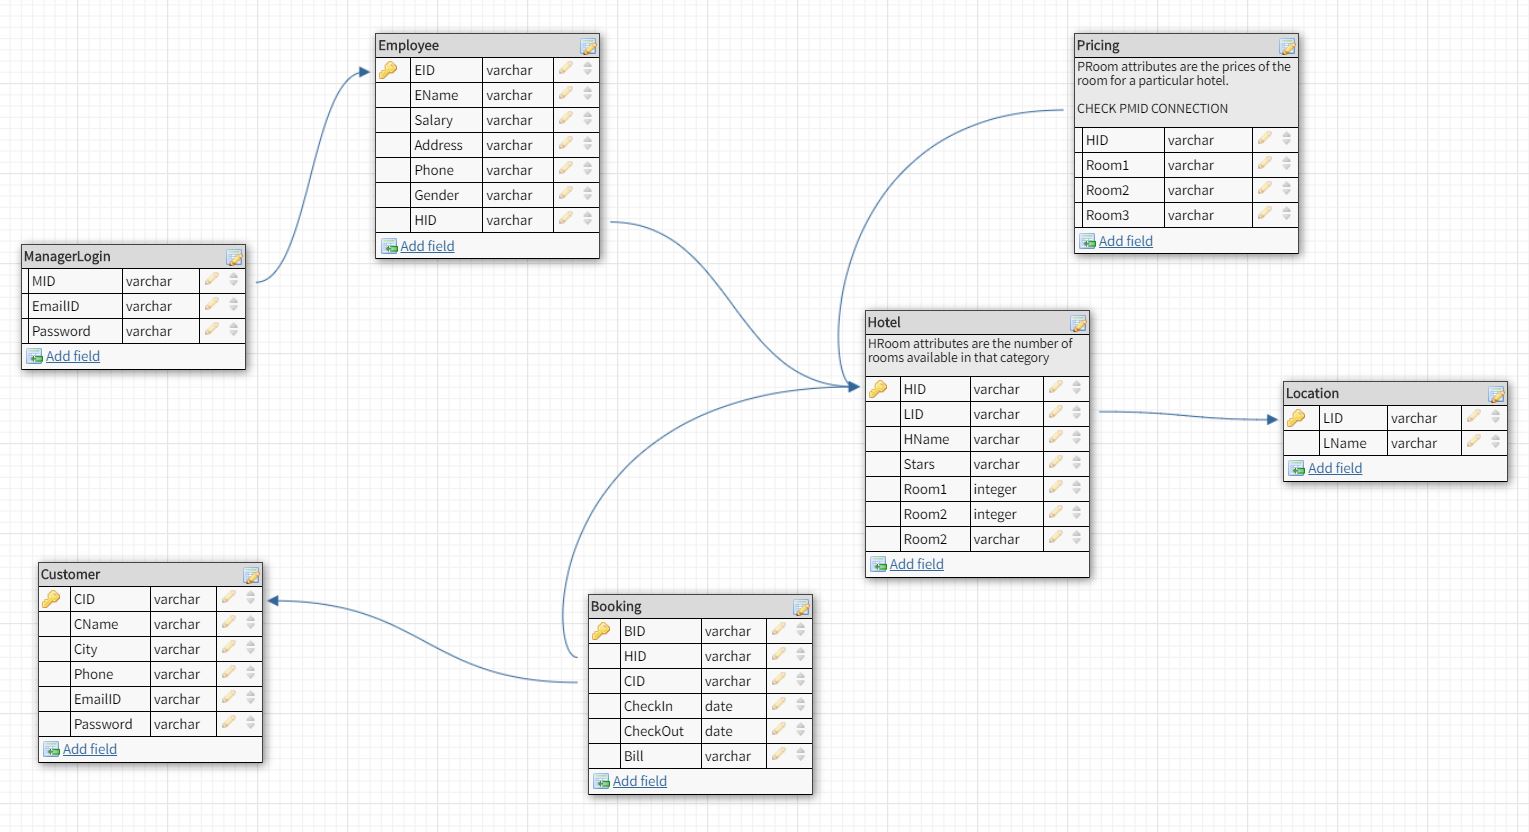 Employee
EID varchar
EName varchar
Salary varchar
Address varchar
Phone varchar
Gender varchar
HID varchar
Add field
Pricing
PRoom attributes are the prices of the
room for a particular hotel.
CHECK PMID CONNECTION
HID varchar
Room1 varchar
Room2 varchar
Room3 varchar
Add field
ManagerLogin
MID varchar
EmailID varchar
Password varchar
Add field
Hotel
HRoom attributes are the number of
rooms available in that category
HID varchar
LID varchar
HName varchar
Stars varchar
Room1 integer
Room2 integer
Room2 varchar
Add field
Location
LID varchar
LName varchar
Add field
Customer
CID varchar
CName varchar
City varchar
Phone varchar
EmailID varchar
Password varchar
Add field
Booking
BID varchar
HID varchar
CID varchar
CheckIn date
CheckOut date
Bill varchar
Add field